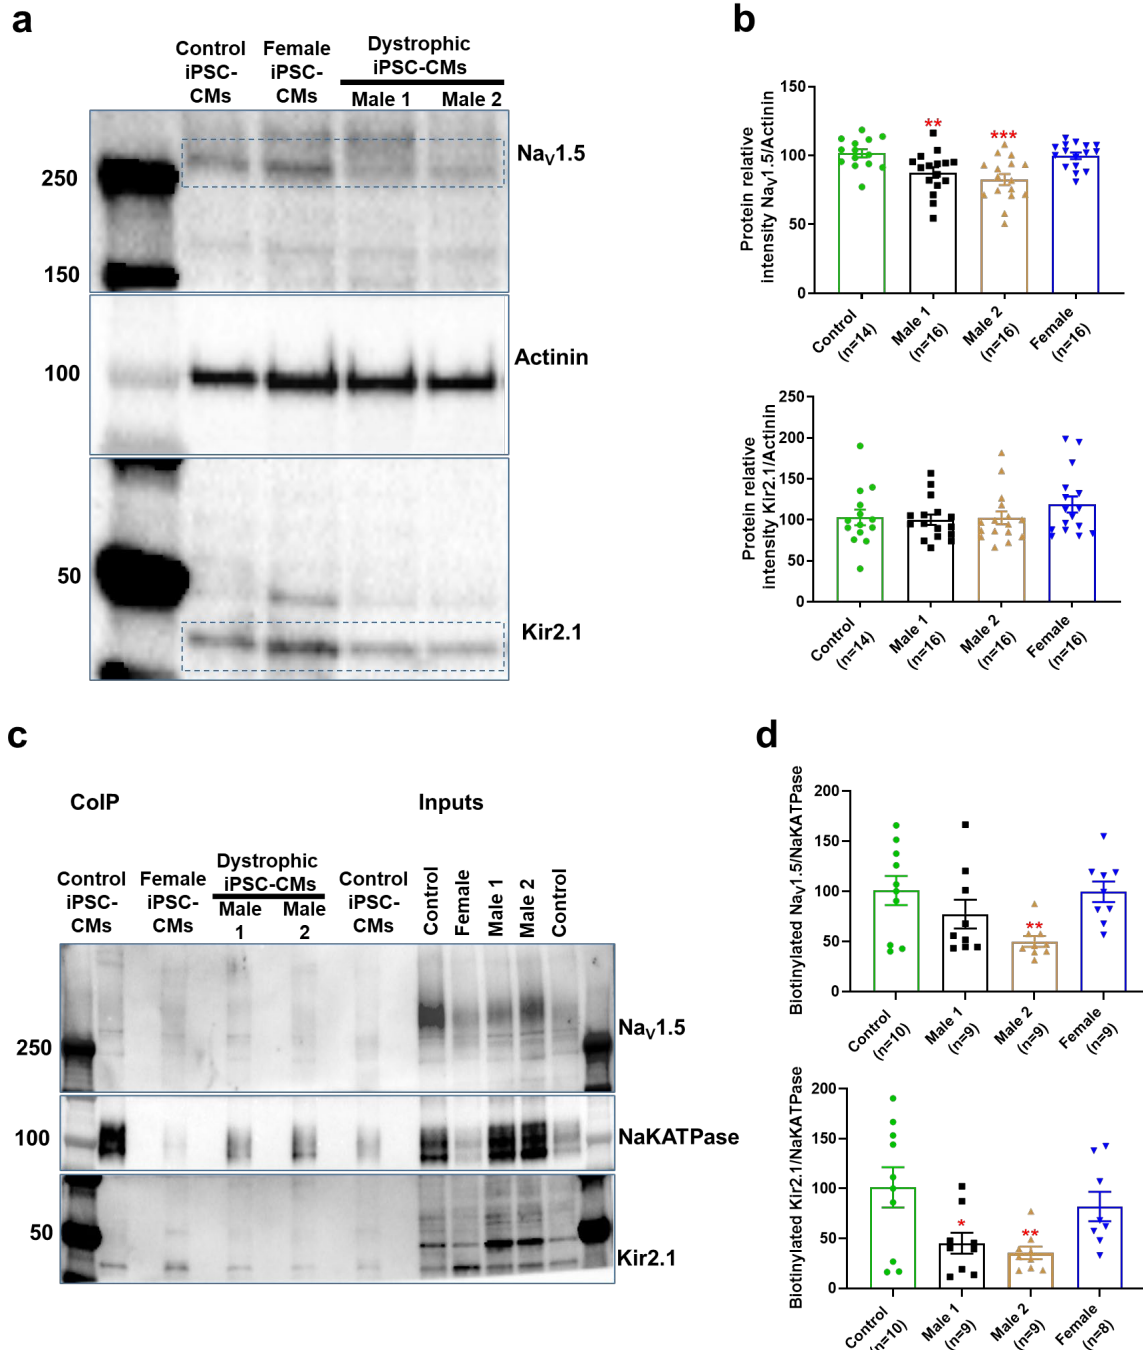 a
Control
iPSC-
CMs
Female
iPSC-
CMs
Dystrophic
iPSC-CMs
Male 1
Male 2
NaV1.5
250
150
Actinin
100
50
Kir2.1
b
Protein relative
intensity NaV1.5/Actinin
150
100
50
0
**
***
Control
(n=14)
Male 1
(n=16)
Male 2
(n=16)
Female
(n=16)
Protein relative
intensity Kir2.1/Actinin
250
200
150
100
50
0
Control
(n=14)
Male 1
(n=16)
Male 2
(n=16)
Female
(n=16)
c
CoIP
Inputs
Control
iPSC-
CMs
Female
iPSC-
CMs
Dystrophic
iPSC-CMs
Male
1
Male
2
Control
iPSC-
CMs
Control
Female
Male 1
Male 2
Control
NaV1.5
250
100
NaKATPase
50
Kir2.1
d
Biotinylated NaV1.5/NaKATPase
200
150
100
50
0
**
Control
(n=10)
Male 1
(n=9)
Male 2
(n=9)
Female
(n=9)
Biotinylated Kir2.1/NaKATPase
200
150
100
50
0
*
**
Control
(n=10)
Male 1
(n=9)
Male 2
(n=9)
Female
(n=8)